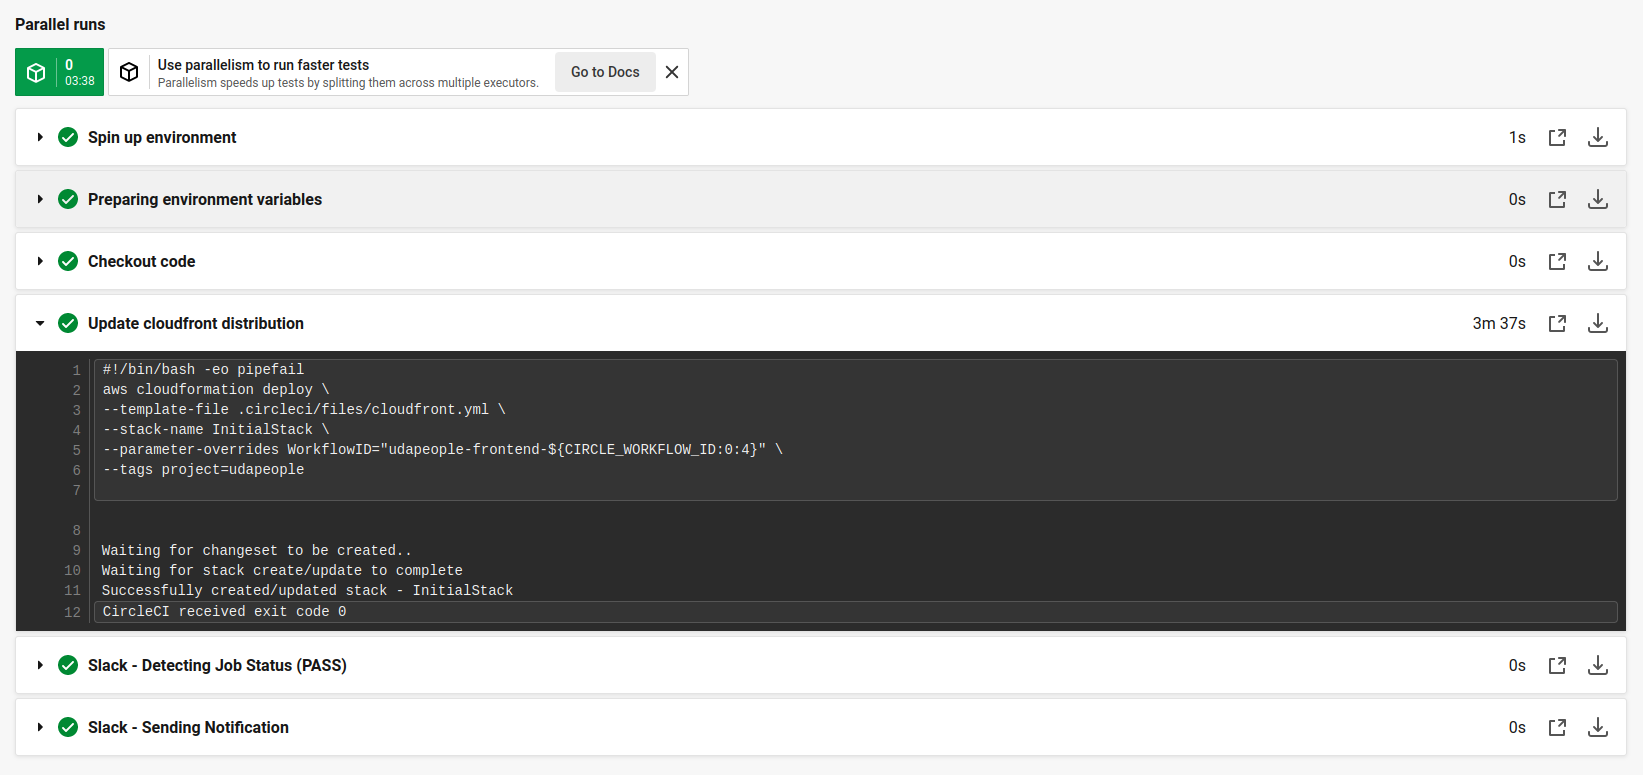 Parallel runs
0
03:38
Use parallelism to run faster tests
Parallelism speeds up tests by splitting them across multiple executors.
Go to Docs
Spin up environment 1s
Preparing environment variables 0s
Checkout code 0s
Update cloudfront distribution 3m 37s
1 #!/bin/bash -eo pipefail
2 aws cloudformation deploy \
3 --template-file .circleci/files/cloudfront.yml \
4 --stack-name InitialStack \
5 --parameter-overrides WorkflowID="udapeople-frontend-${CIRCLE_WORKFLOW_ID:0:4}" \
6 --tags project=udapeople
7
8
9 Waiting for changeset to be created..
10 Waiting for stack create/update to complete
11 Successfully created/updated stack - InitialStack
12 CircleCI received exit code 0
Slack - Detecting Job Status (PASS) 0s
Slack - Sending Notification 0s